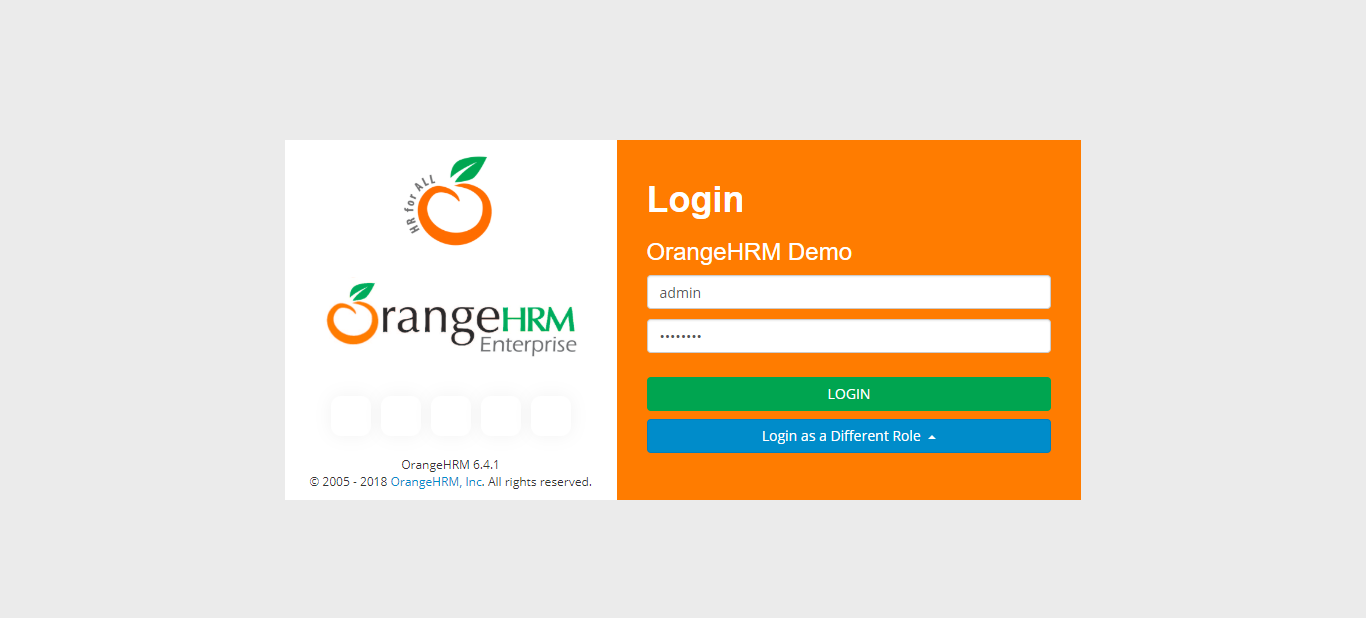 HR for ALL
OrangeHRM
Enterprise
OrangeHRM 6.4.1
© 2005 - 2018 OrangeHRM, Inc. All rights reserved.
Login
OrangeHRM Demo
admin
••••••••
LOGIN
Login as a Different Role